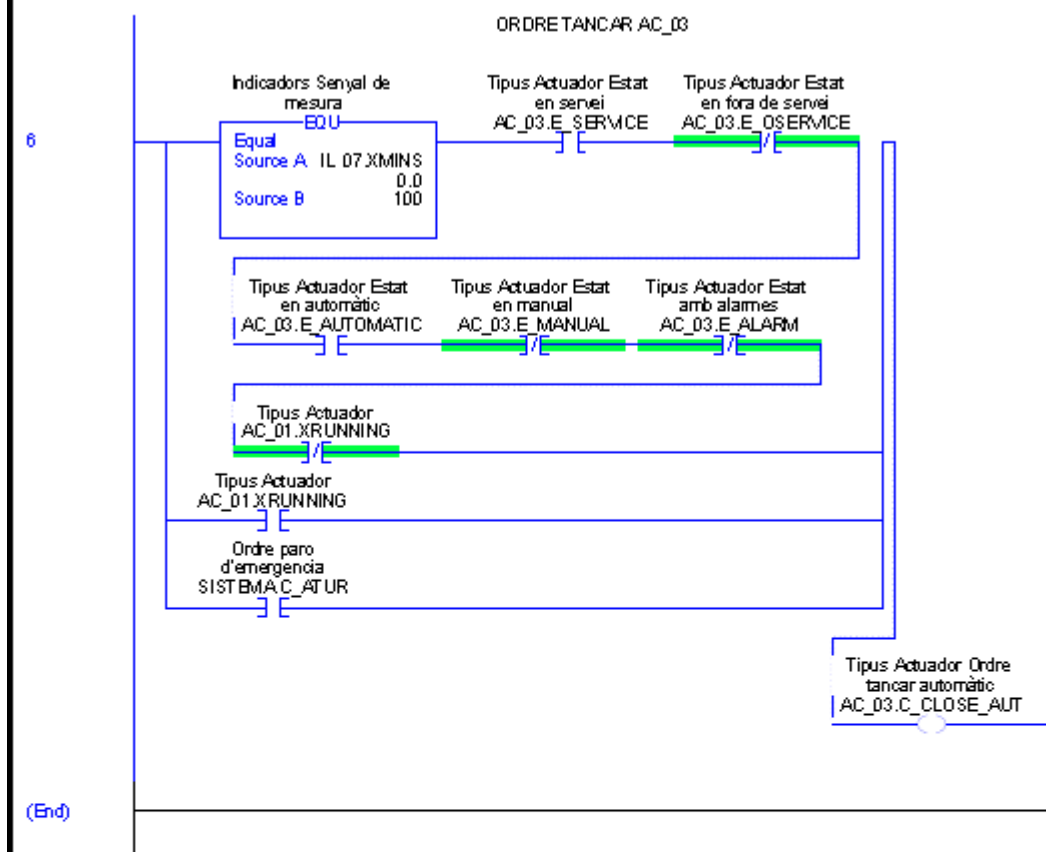 ORDRE TANCAR AC_03
Indicadors Senyal de
mesura
EQU
Equal
Source A IL_07.XMINS
0.0
Source B 100
Tipus Actuador Estat
en servei
AC_03.E_SERVICE
Tipus Actuador Estat
en fora de servei
AC_03.E_OSERVICE
6
Tipus Actuador Estat
en automàtic
AC_03.E_AUTOMATIC
Tipus Actuador Estat
en manual
AC_03.E_MANUAL
Tipus Actuador Estat
amb alarmes
AC_03.E_ALARM
Tipus Actuador
AC_01.XRUNNING
Tipus Actuador
AC_01.XRUNNING
Ordre paro
d'emergencia
SISTEMA.C_ATUR
Tipus Actuador Ordre
tancar automàtic
AC_03.C_CLOSE_AUT
(End)